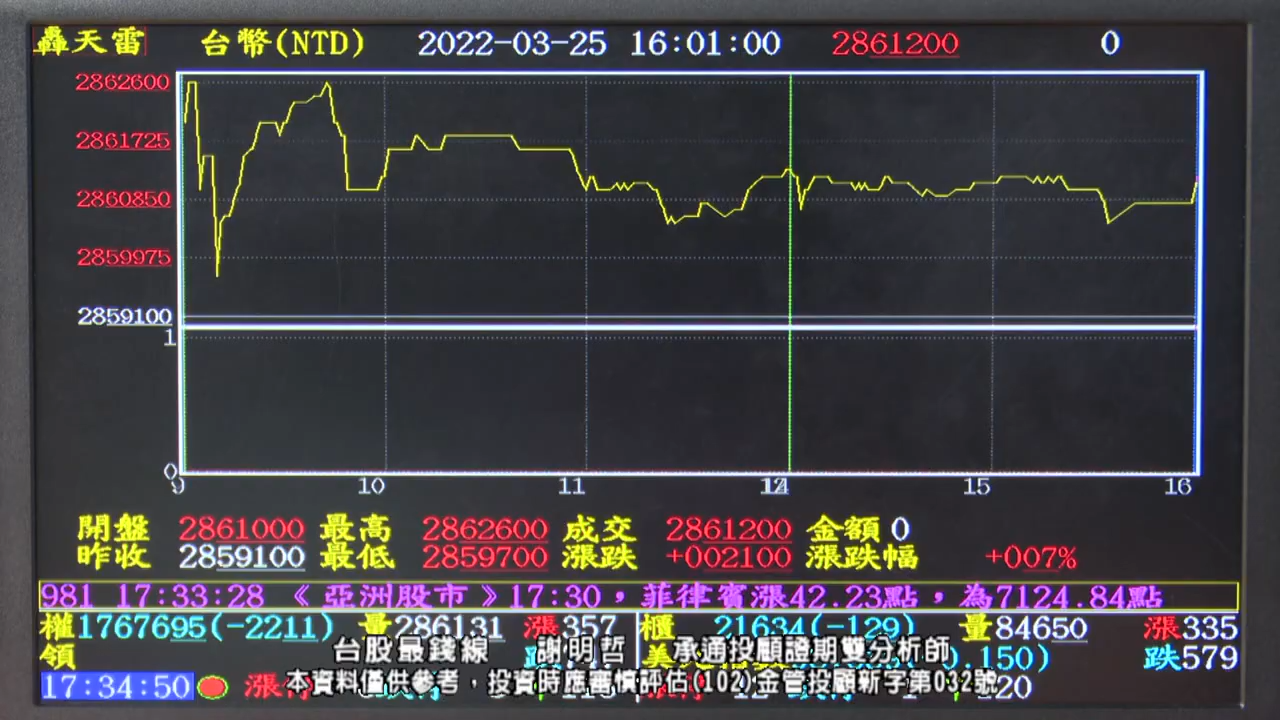 轟天雷 台幣(NTD) 2022-03-25 16:01:00 2861200 0
2862600
2861725
2860850
2859975
2859100
1
0
9 10 11 15 16
開盤 2861000 最高 2862600 成交 2861200 金額 0
昨收 2859100 最低 2859700 漲跌 +002100 漲跌幅 +007%
981 17:33:28 《 亞洲股市 》17:30，菲律賓漲42.23點，為7124.84點
權1767695(-2211) 量286131 漲357 櫃 21634(-129) 量84650 漲335
領 跌579
台股最錢線 謝明哲 承通投顧證期雙分析師
17:34:50
本資料僅供參考，投資時應審慎評估(102)金管投顧新字第032號